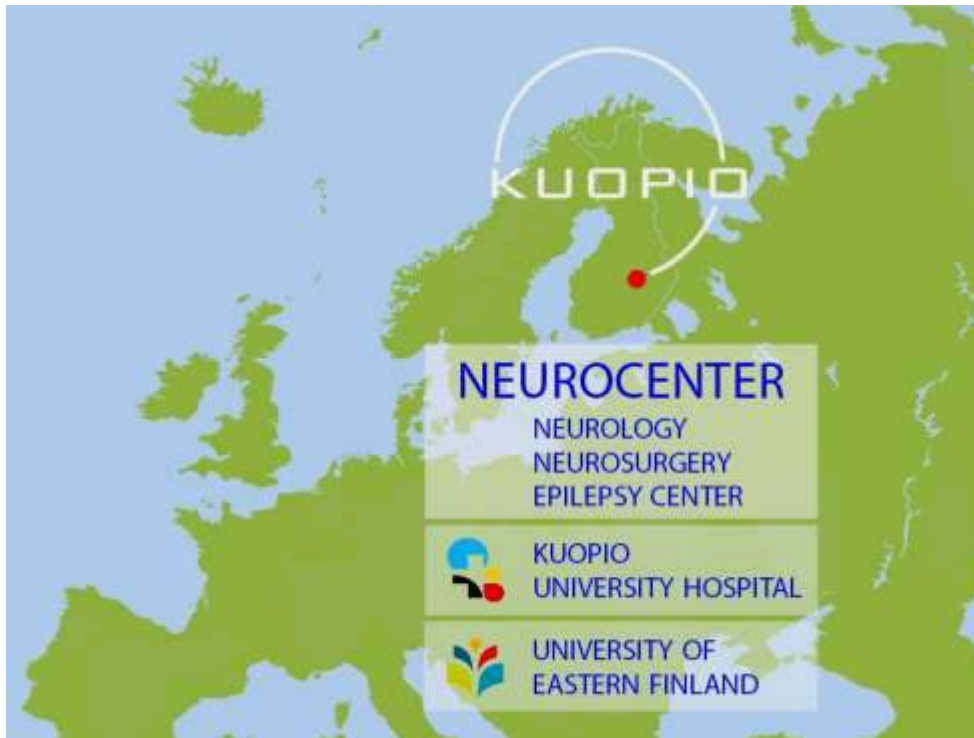 KUOPIO
NEUROCENTER
NEUROLOGY
NEUROSURGERY
EPILEPSY CENTER
KUOPIO
UNIVERSITY HOSPITAL
UNIVERSITY OF
EASTERN FINLAND